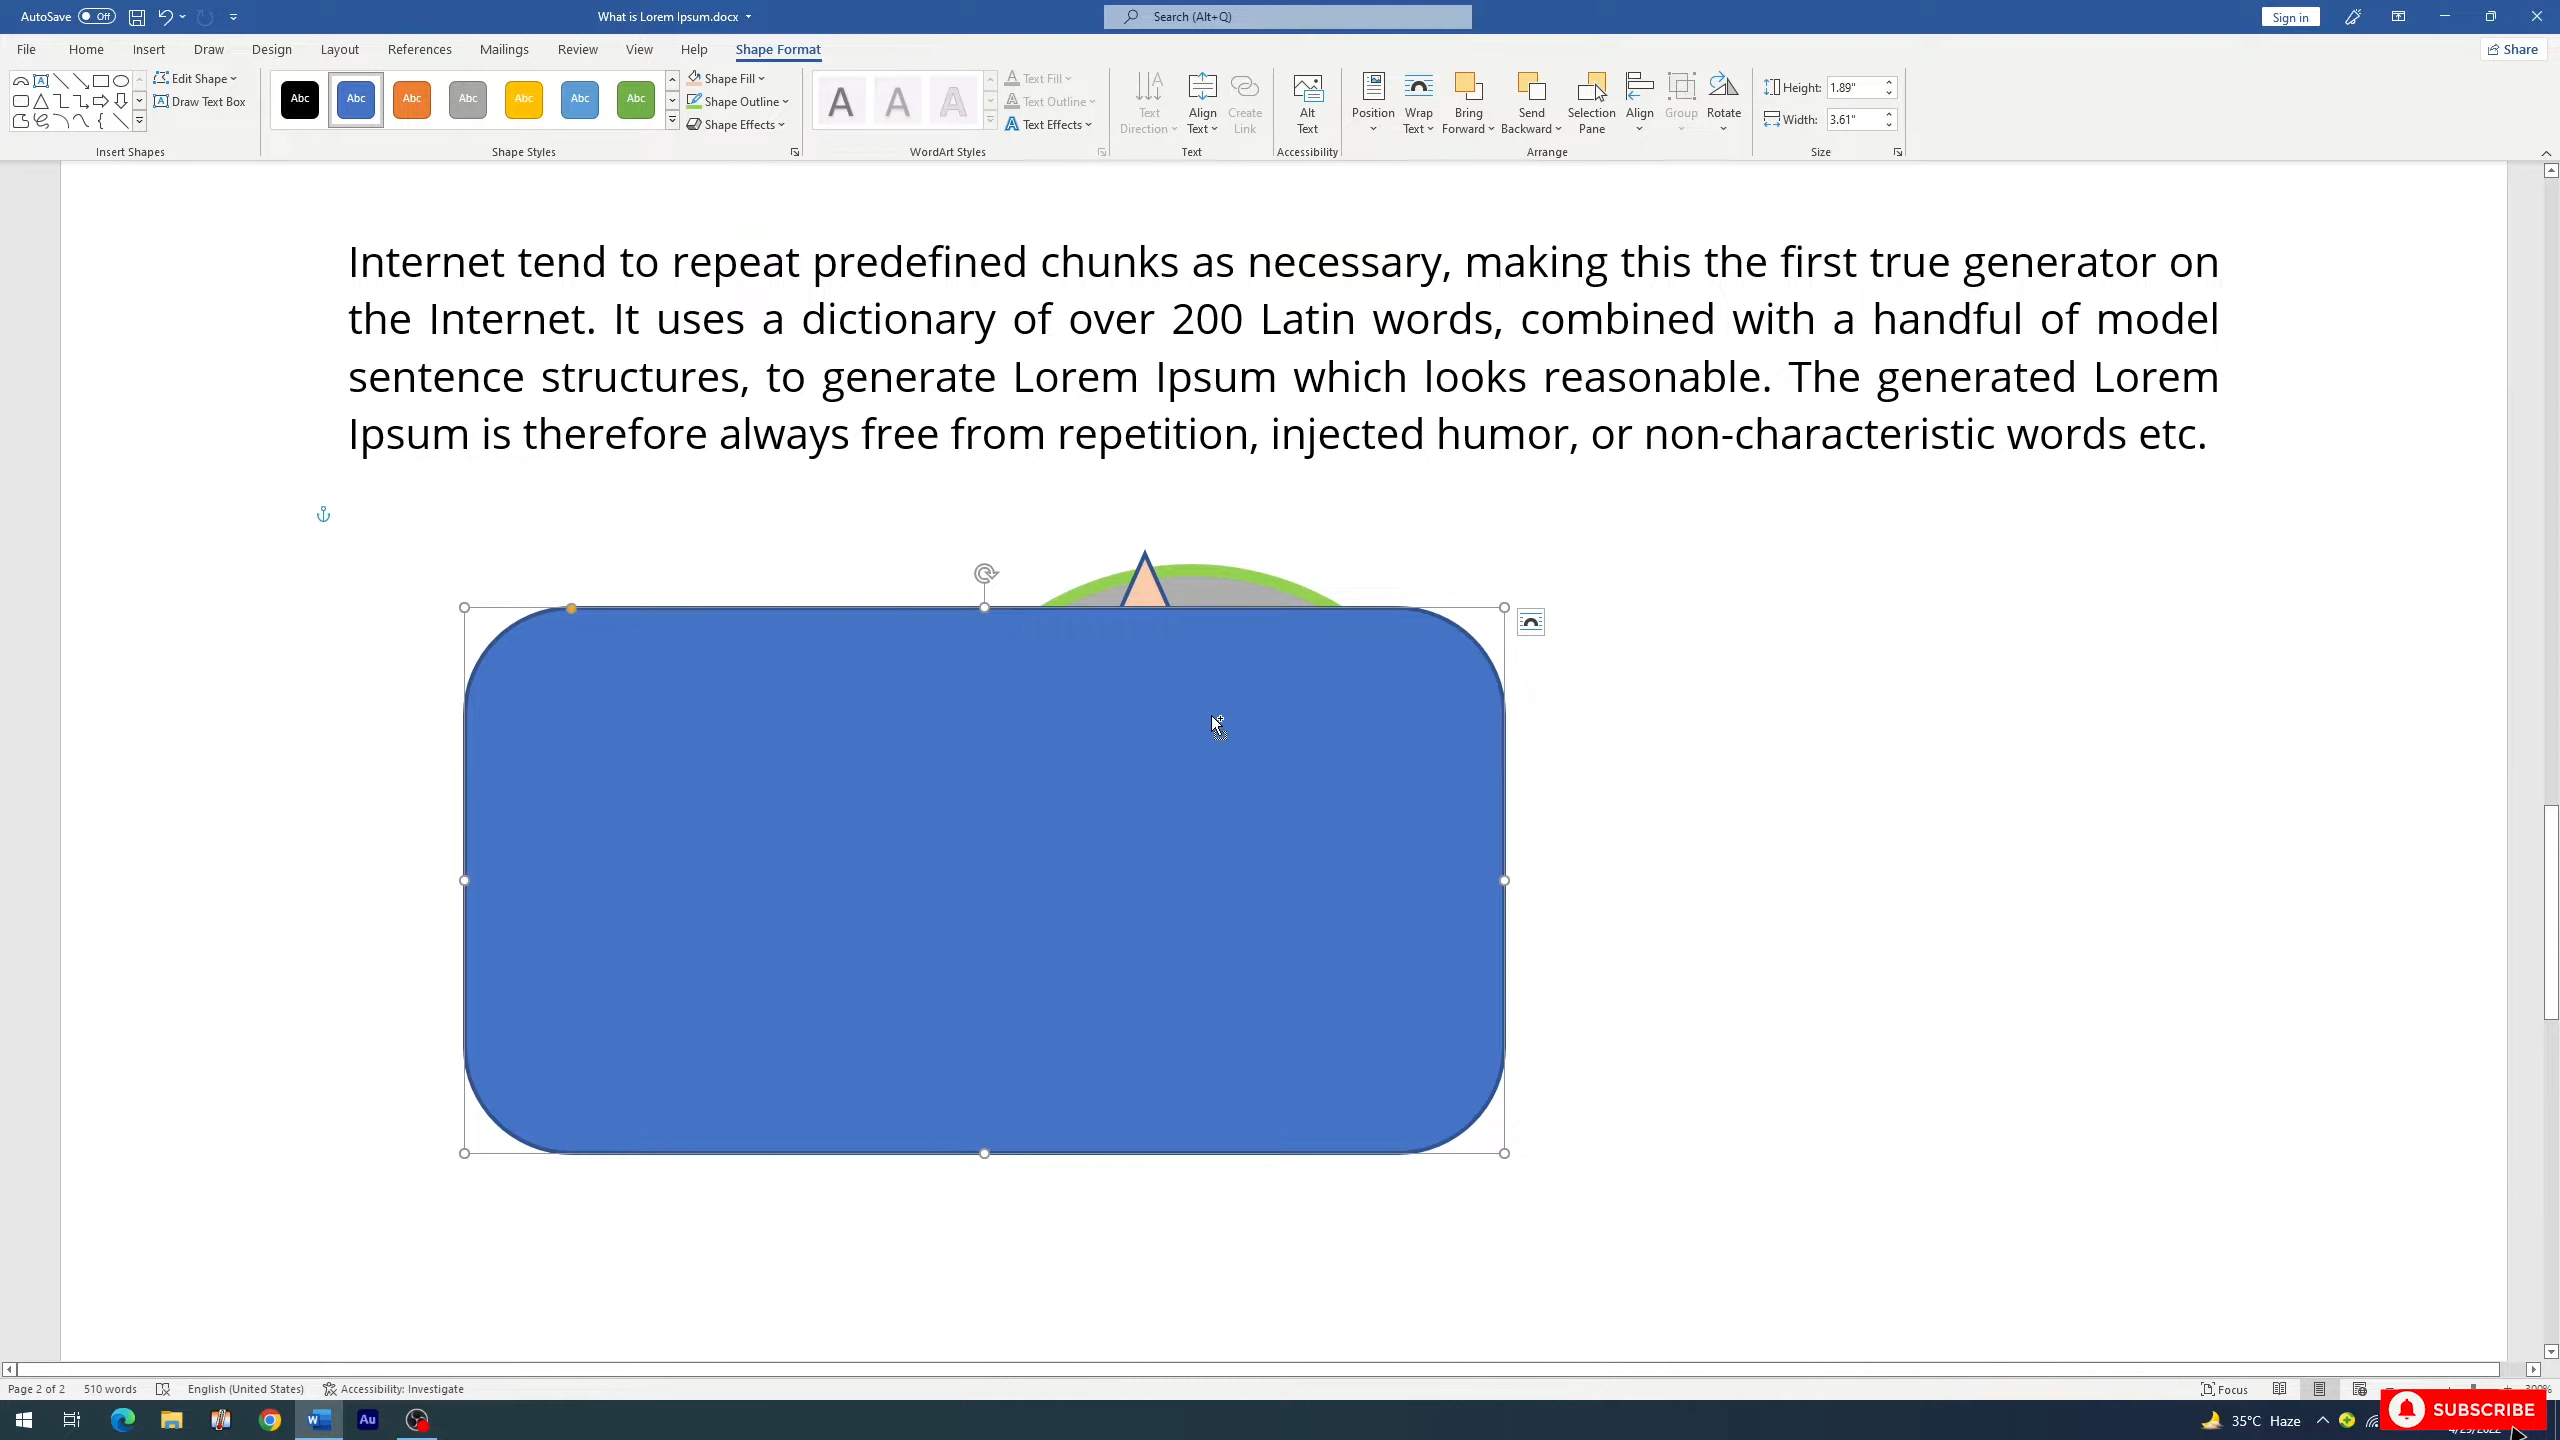 AutoSave Off What is Lorem Ipsum.docx Search (Alt+Q) Sign in
File Home Insert Draw Design Layout References Mailings Review View Help Shape Format Share
Edit Shape
Draw Text Box
Insert Shapes
Abc Abc Abc Abc Abc Abc Abc
Shape Fill
Shape Outline
Shape Effects
Shape Styles
A A A
Text Fill
Text Outline
Text Effects
WordArt Styles
Text Direction
Align Text
Create Link
Text
Alt Text
Accessibility
Position
Wrap Text
Bring Forward
Send Backward
Selection Pane
Align
Group
Rotate
Arrange
Height: 1.89"
Width: 3.61"
Size
Internet tend to repeat predefined chunks as necessary, making this the first true generator on
the Internet. It uses a dictionary of over 200 Latin words, combined with a handful of model
sentence structures, to generate Lorem Ipsum which looks reasonable. The generated Lorem
Ipsum is therefore always free from repetition, injected humor, or non-characteristic words etc.
Page 2 of 2 510 words English (United States) Accessibility: Investigate Focus
W Au 35°C Haze
SUBSCRIBE